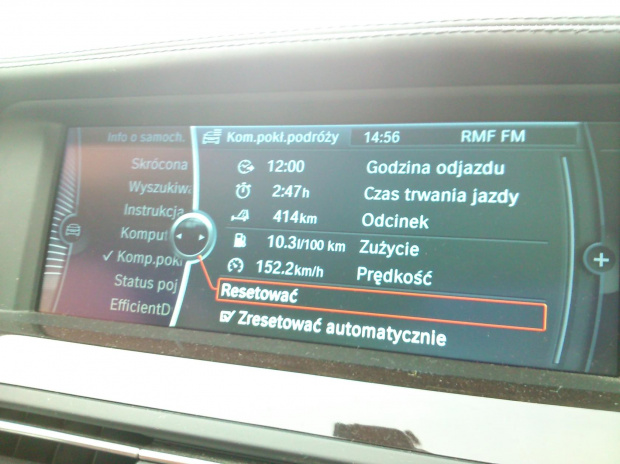 Info o samoch.
Kom.pokł.podróży 14:56 RMF FM
Skrócona
Wyszukiwa
Instrukcja
Komput
✓ Komp.pokł
Status poj
EfficientD
12:00 Godzina odjazdu
2:47h Czas trwania jazdy
414km Odcinek
10.3l/100 km Zużycie
152.2km/h Prędkość
Resetować
Zresetować automatycznie